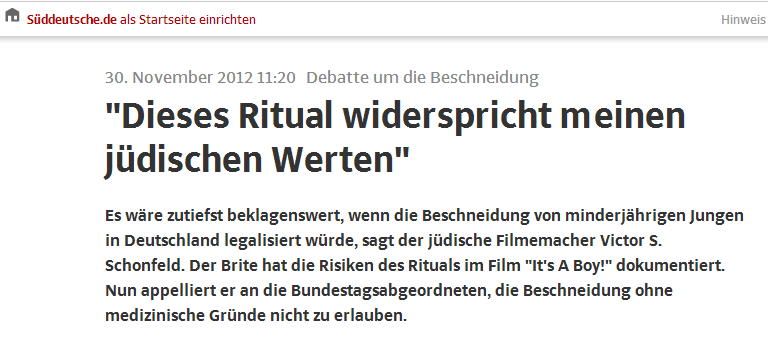 Süddeutsche.de als Startseite einrichten
Hinweis
30. November 2012 11:20 Debatte um die Beschneidung
"Dieses Ritual widerspricht meinen
jüdischen Werten"
Es wäre zutiefst beklagenswert, wenn die Beschneidung von minderjährigen Jungen
in Deutschland legalisiert würde, sagt der jüdische Filmemacher Victor S.
Schonfeld. Der Brite hat die Risiken des Rituals im Film "It's A Boy!" dokumentiert.
Nun appelliert er an die Bundestagsabgeordneten, die Beschneidung ohne
medizinische Gründe nicht zu erlauben.